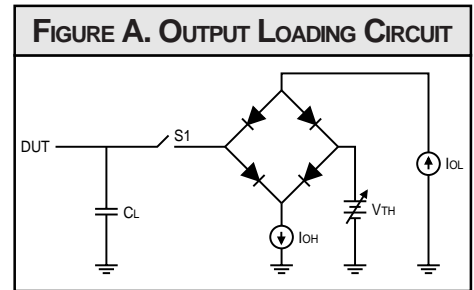 FIGURE A. OUTPUT LOADING CIRCUIT
DUT
S1
IOL
CL
VTH
IOH